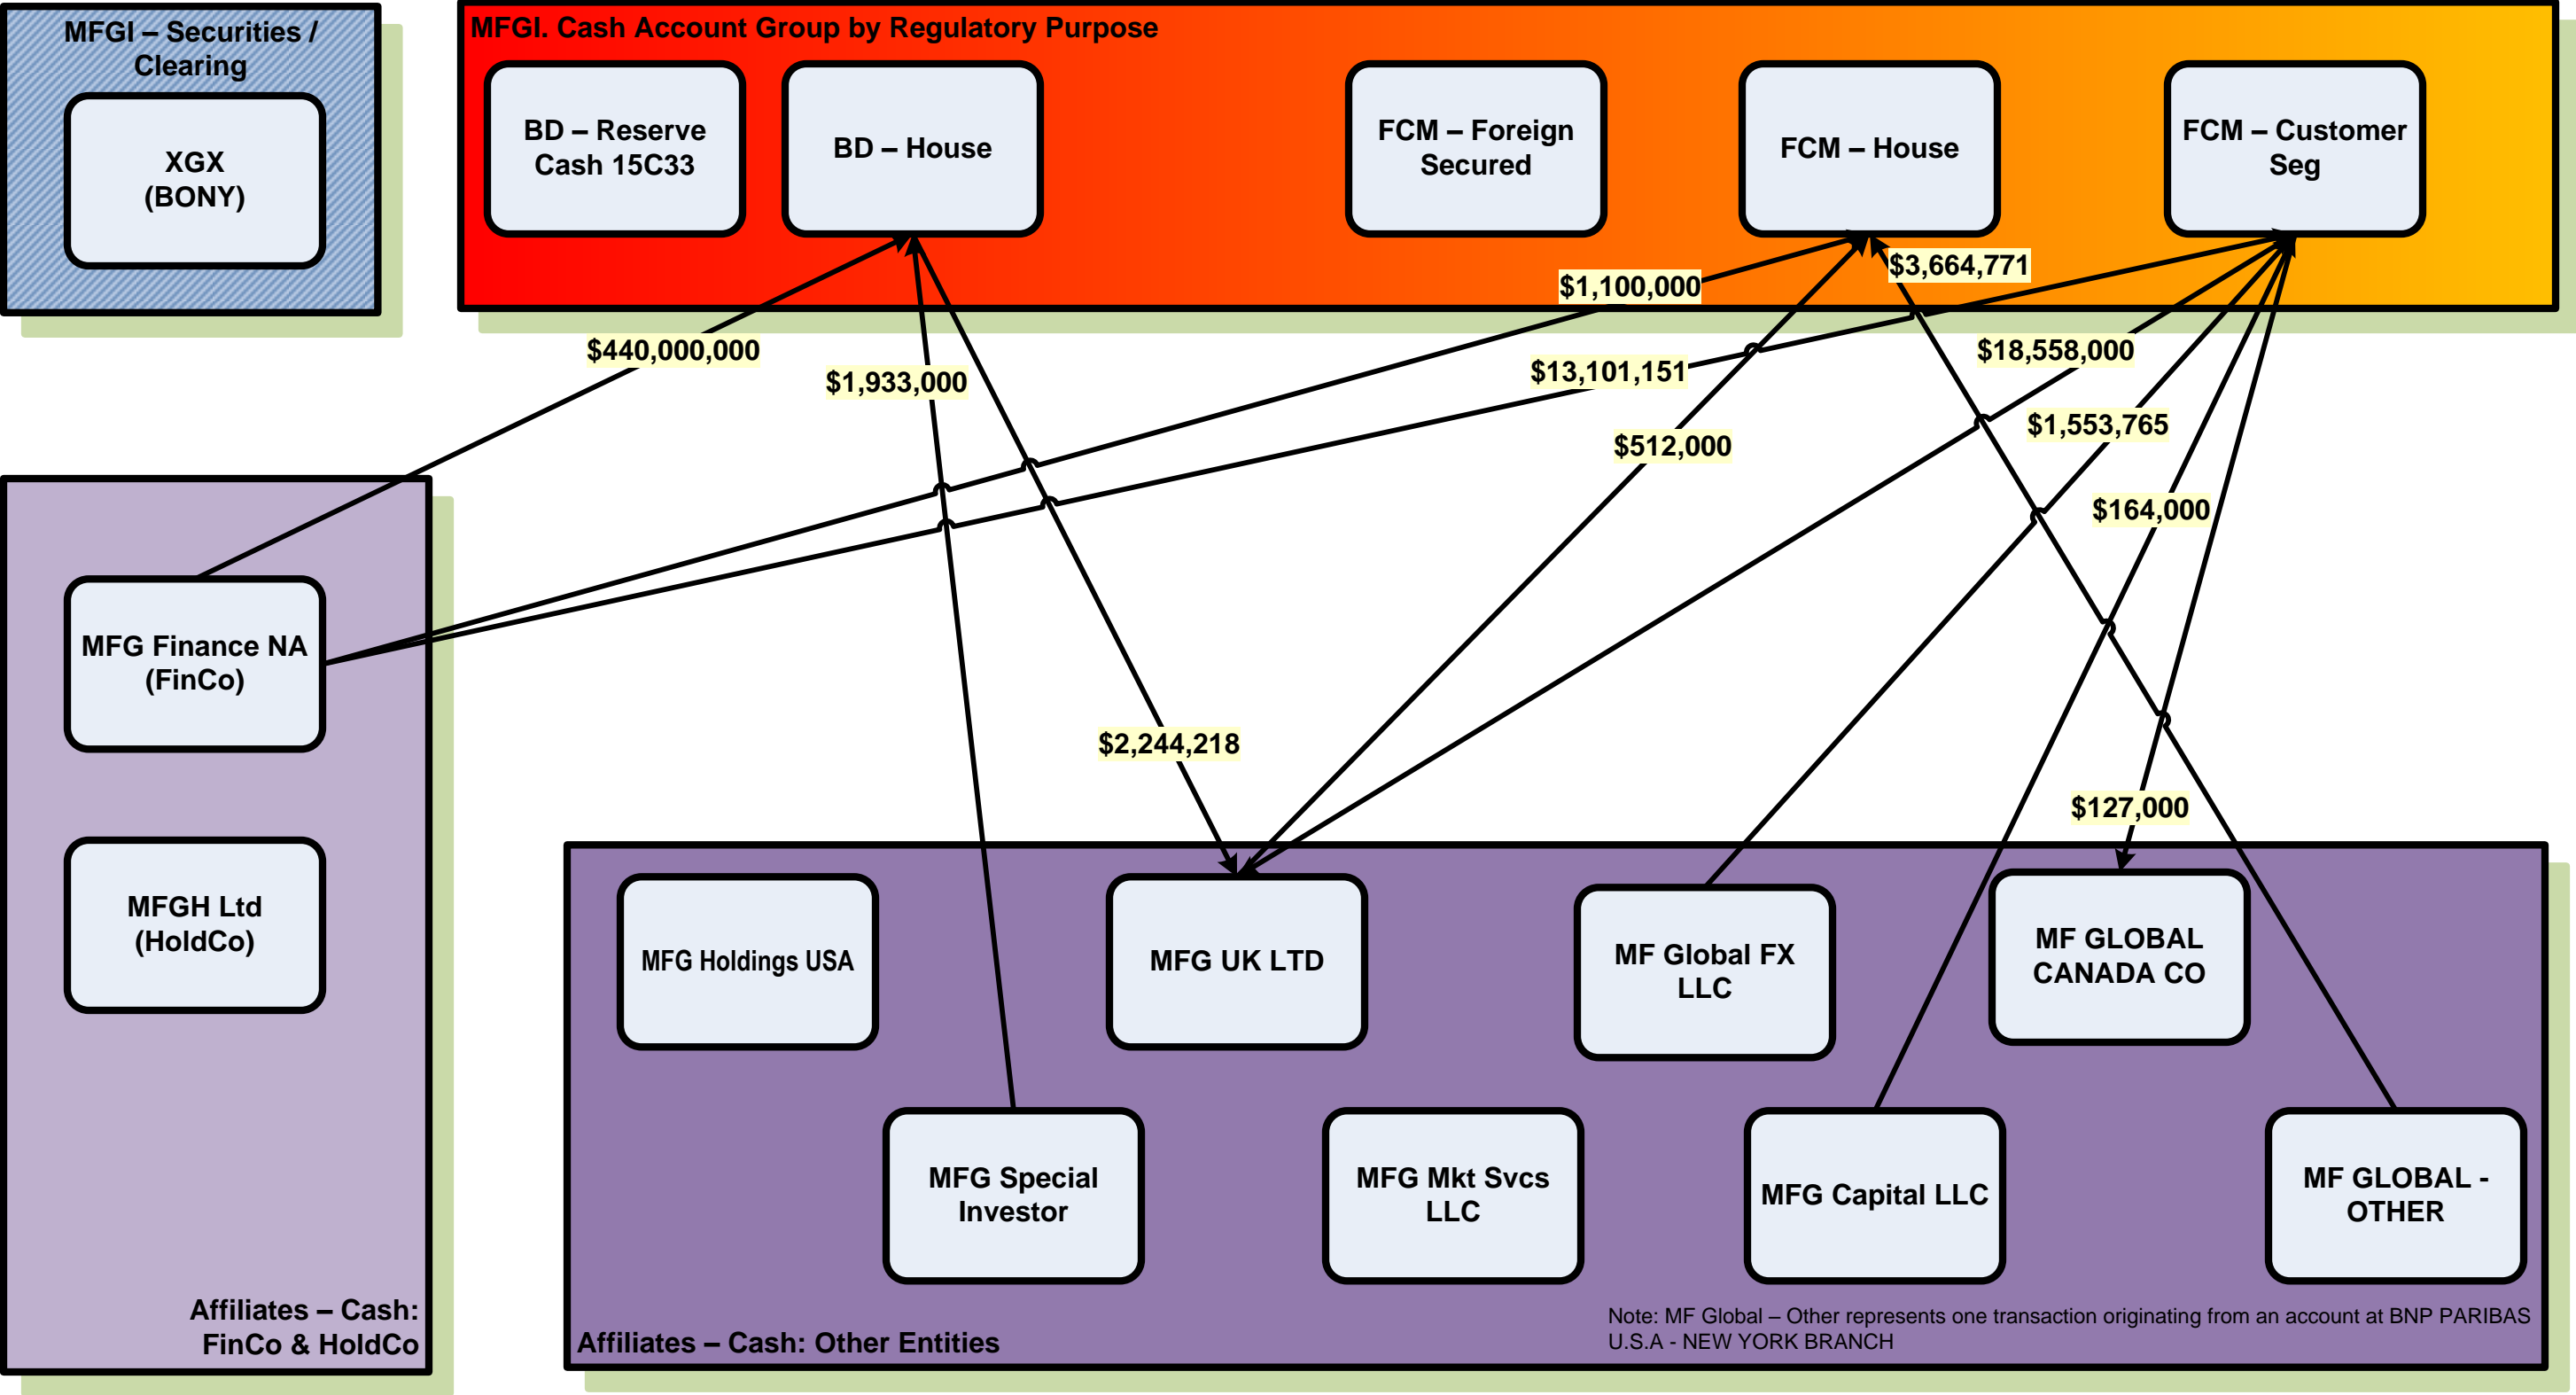 MFGI – Securities /
Clearing
XGX
(BONY)
MFGI. Cash Account Group by Regulatory Purpose
BD – Reserve
Cash 15C33
BD – House
FCM – Foreign
Secured
FCM – House
FCM – Customer
Seg
$3,664,771
$1,100,000
$440,000,000
$1,933,000
$13,101,151
$18,558,000
$512,000
$1,553,765
$164,000
$2,244,218
$127,000
MFG Finance NA
(FinCo)
MFGH Ltd
(HoldCo)
Affiliates – Cash:
FinCo & HoldCo
MFG Holdings USA
MFG UK LTD
MF Global FX
LLC
MF GLOBAL
CANADA CO
MFG Special
Investor
MFG Mkt Svcs
LLC
MFG Capital LLC
MF GLOBAL -
OTHER
Affiliates – Cash: Other Entities
Note: MF Global – Other represents one transaction originating from an account at BNP PARIBAS
U.S.A - NEW YORK BRANCH